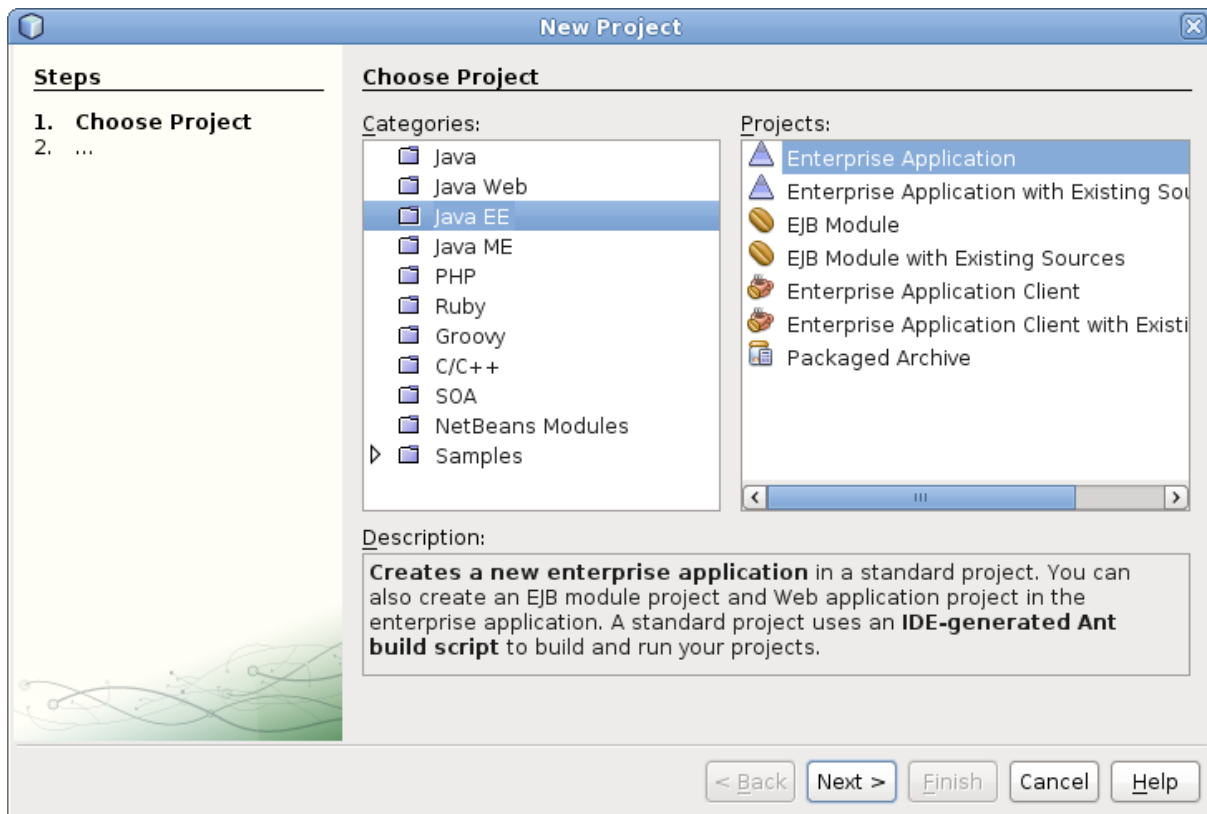 New Project
Steps
1. Choose Project
2. ...
Choose Project
Categories:
Java
Java Web
Java EE
Java ME
PHP
Ruby
Groovy
C/C++
SOA
NetBeans Modules
Samples
Projects:
Enterprise Application
Enterprise Application with Existing Sou
EJB Module
EJB Module with Existing Sources
Enterprise Application Client
Enterprise Application Client with Existi
Packaged Archive
Description:
Creates a new enterprise application in a standard project. You can
also create an EJB module project and Web application project in the
enterprise application. A standard project uses an IDE-generated Ant
build script to build and run your projects.
< Back
Next >
Finish
Cancel
Help